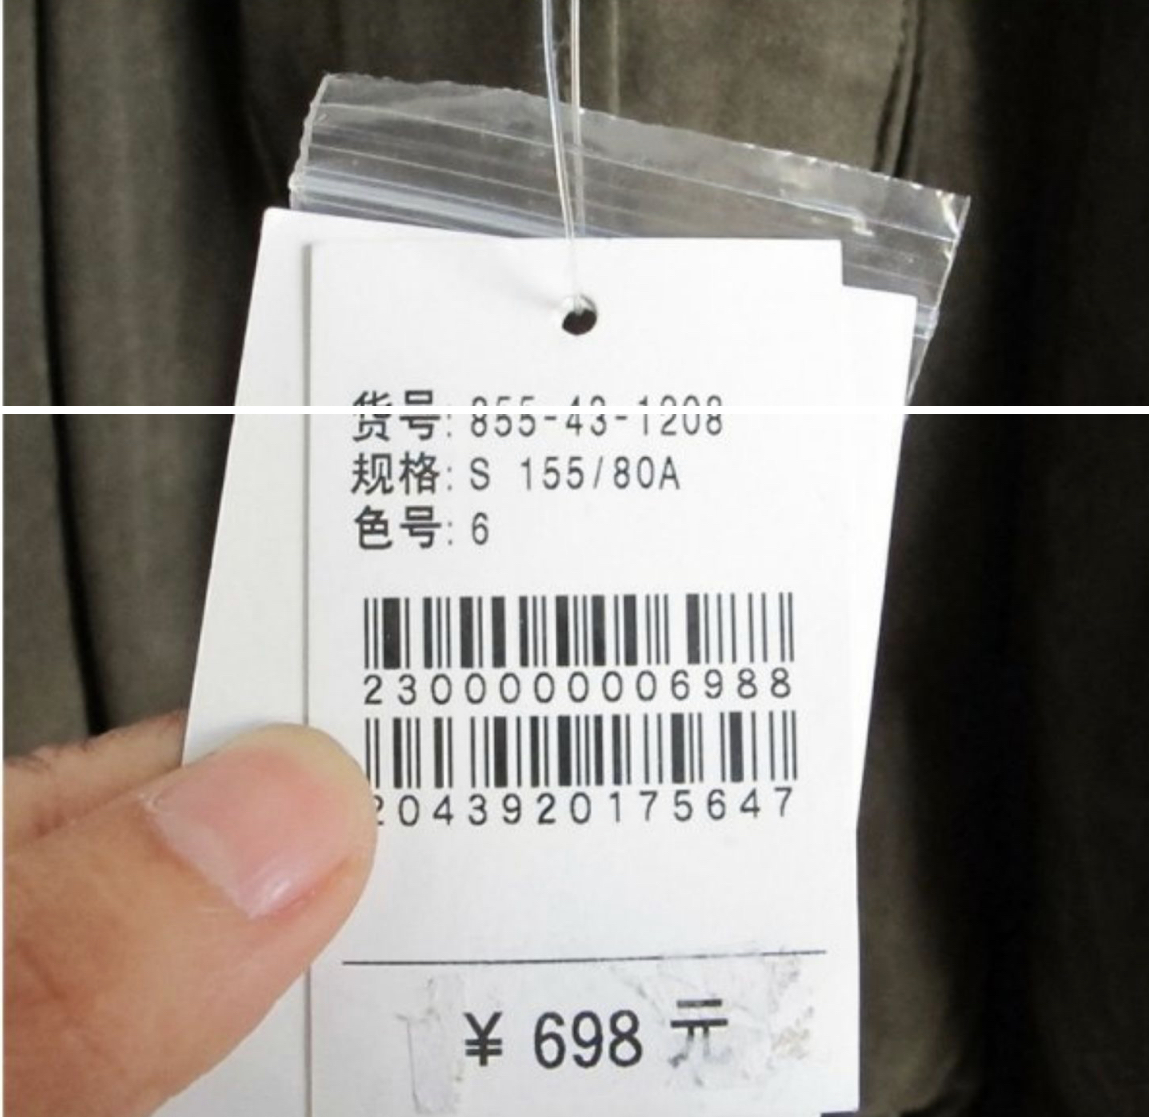 货号: 855-43-1208
规格: S 155/80A
色号: 6
2300000006988
2043920175647
¥ 698 元